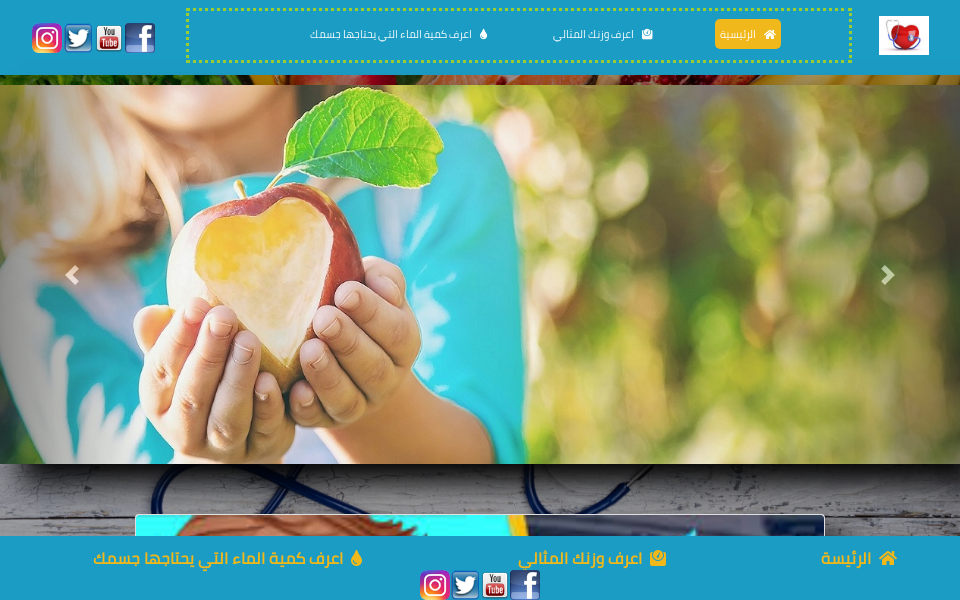 الرئيسية
اعرف وزنك المثالي
اعرف كمية الماء التي يحتاجها جسمك
You Tube
الرئيسة
اعرف وزنك المثالي
اعرف كمية الماء التي يحتاجها جسمك
You Tube